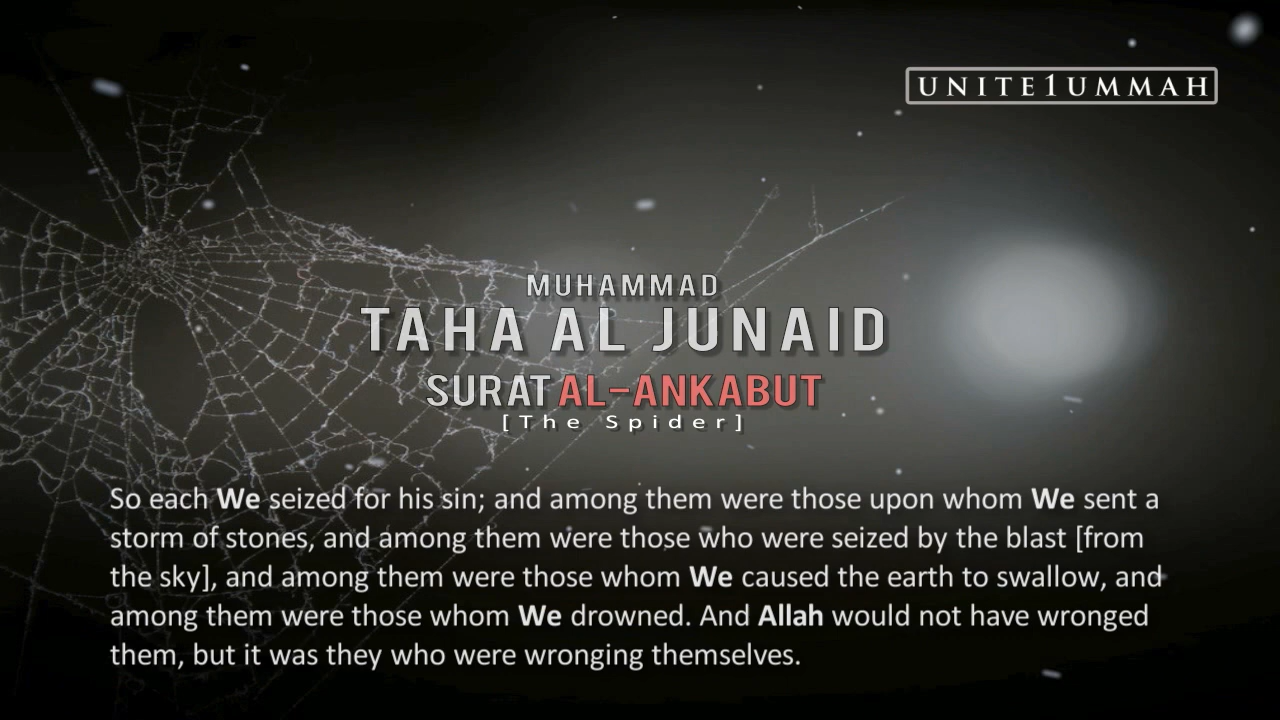 UNITE1UMMAH
MUHAMMAD
TAHA AL JUNAID
SURAT AL-ANKABUT
[The Spider]
So each We seized for his sin; and among them were those upon whom We sent a
storm of stones, and among them were those who were seized by the blast [from
the sky], and among them were those whom We caused the earth to swallow, and
among them were those whom We drowned. And Allah would not have wronged
them, but it was they who were wronging themselves.